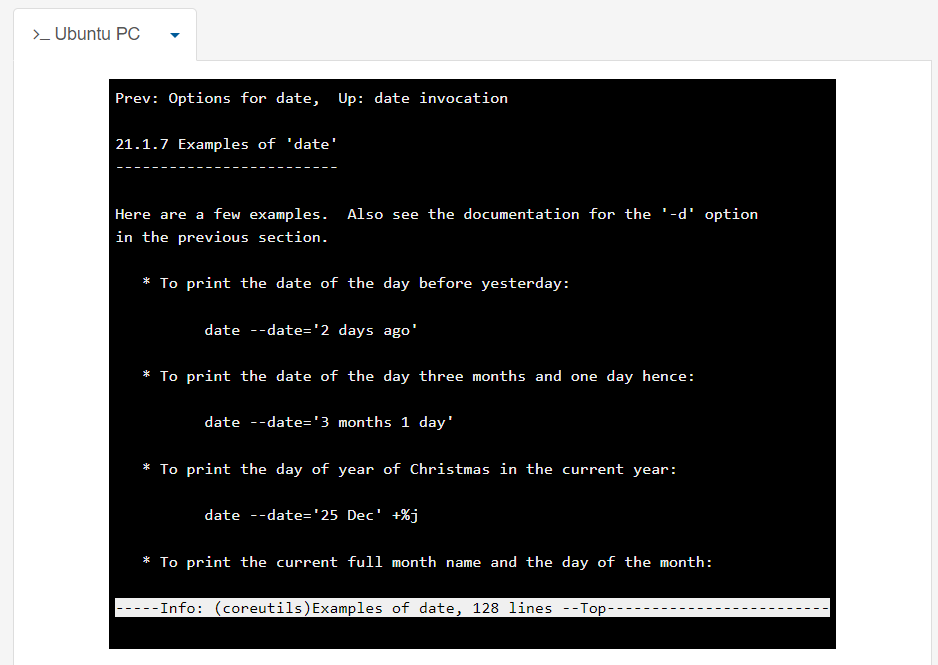 >_ Ubuntu PC
Prev: Options for date,  Up: date invocation
21.1.7 Examples of 'date'
-------------------------
Here are a few examples.  Also see the documentation for the '-d' option
in the previous section.
* To print the date of the day before yesterday:
date --date='2 days ago'
* To print the date of the day three months and one day hence:
date --date='3 months 1 day'
* To print the day of year of Christmas in the current year:
date --date='25 Dec' +%j
* To print the current full month name and the day of the month:
-----Info: (coreutils)Examples of date, 128 lines --Top-------------------------